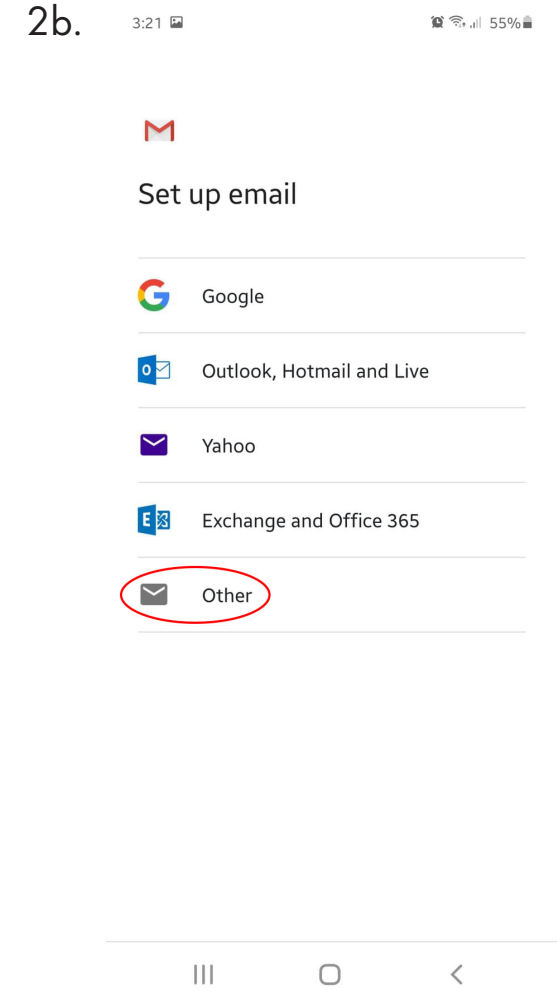 2b.
3:21 55%
Set up email
Google
Outlook, Hotmail and Live
Yahoo
Exchange and Office 365
Other